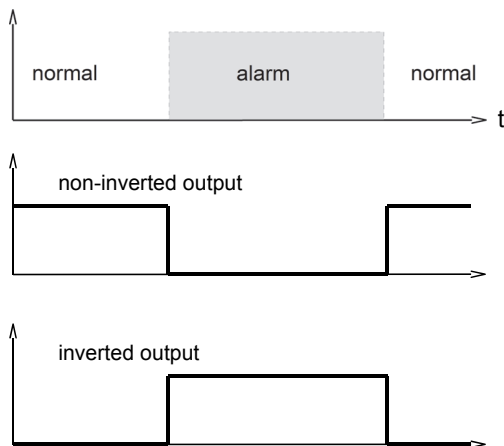 normal alarm normal
t
non-inverted output
inverted output